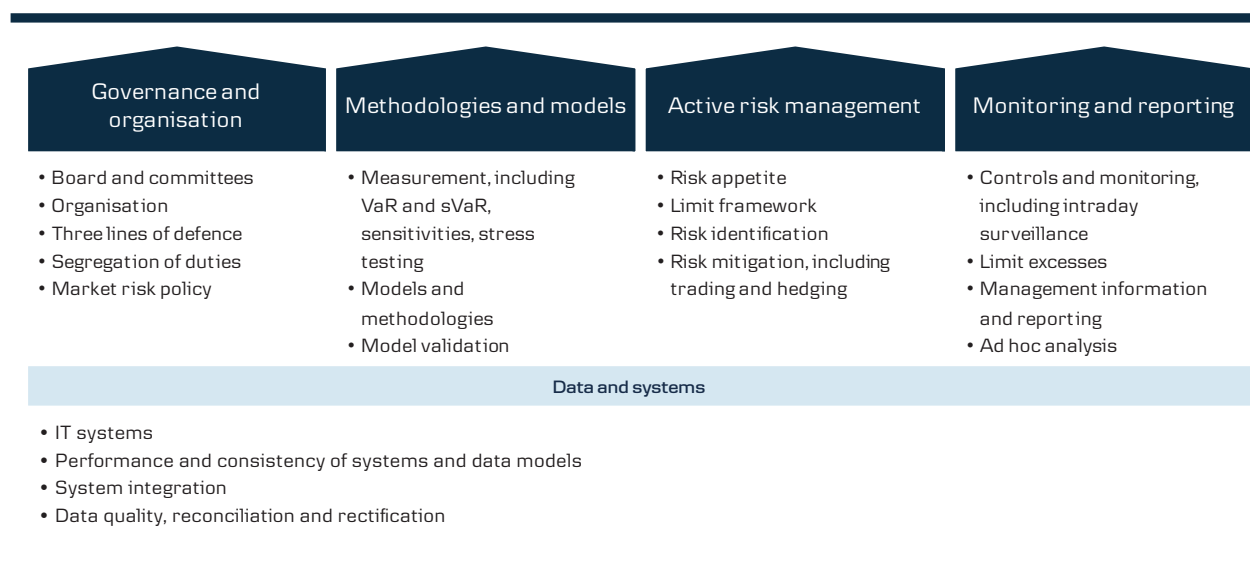 Governance and
organisation
• Board and committees
• Organisation
• Three lines of defence
• Segregation of duties
• Market risk policy
Methodologies and models
• Measurement, including
VaR and sVaR,
sensitivities, stress
testing
• Models and
methodologies
• Model validation
Active risk management
• Risk appetite
• Limit framework
• Risk identification
• Risk mitigation, including
trading and hedging
Monitoring and reporting
• Controls and monitoring,
including intraday
surveillance
• Limit excesses
• Management information
and reporting
• Ad hoc analysis
Data and systems
• IT systems
• Performance and consistency of systems and data models
• System integration
• Data quality, reconciliation and rectification